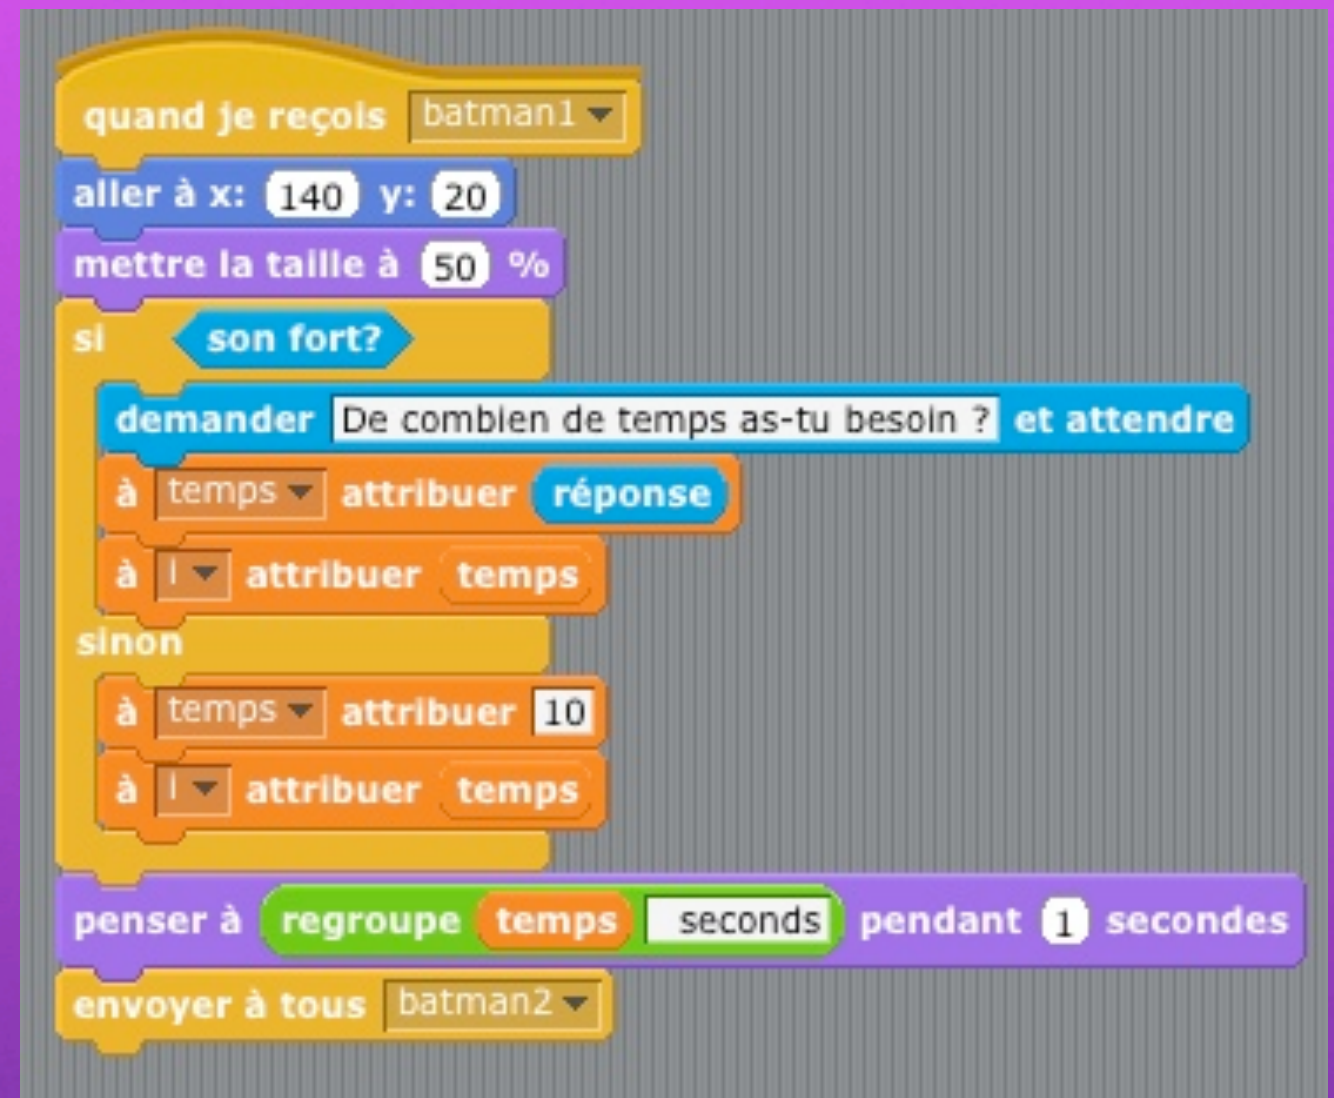 quand je reçois batman1
aller à x: 140 y: 20
mettre la taille à 50 %
si son fort?
demander De combien de temps as-tu besoin ? et attendre
à temps attribuer réponse
à i attribuer temps
sinon
à temps attribuer 10
à i attribuer temps
penser à regroupe temps seconds pendant 1 secondes
envoyer à tous batman2